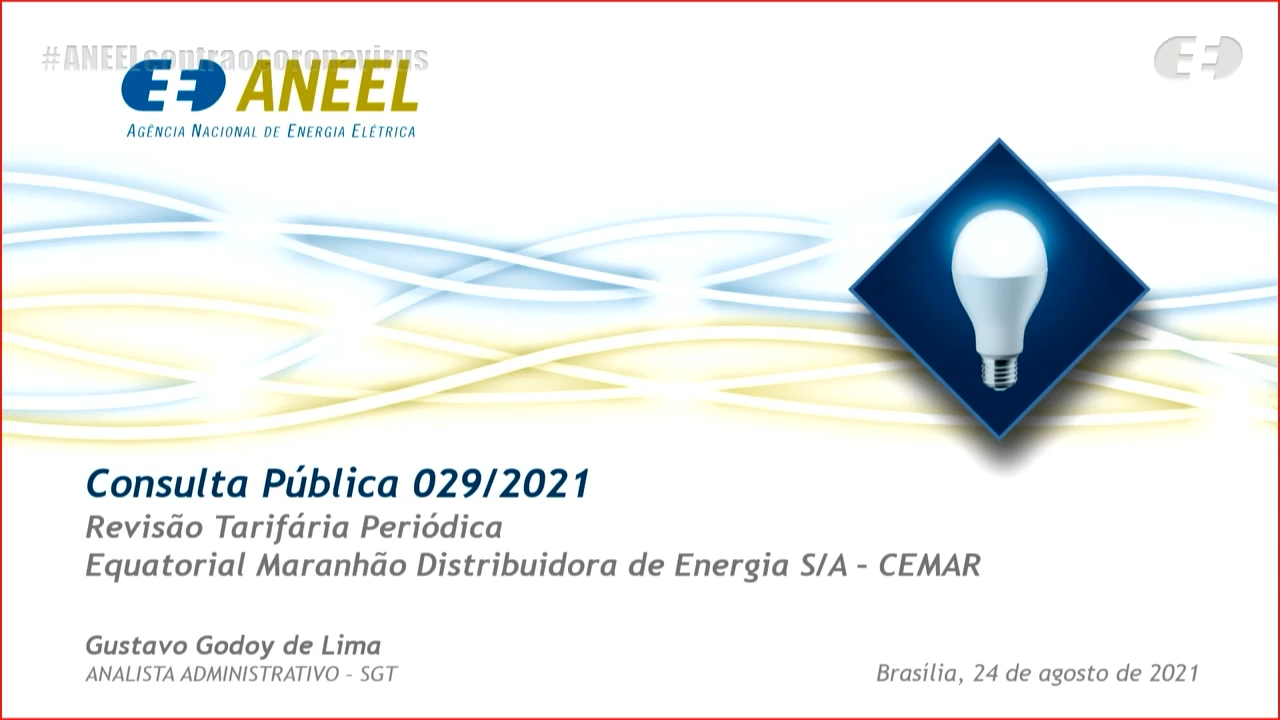 #ANEELcontraocoronavirus
ANEEL
AGÊNCIA NACIONAL DE ENERGIA ELÉTRICA
Consulta Pública 029/2021
Revisão Tarifária Periódica
Equatorial Maranhão Distribuidora de Energia S/A – CEMAR
Gustavo Godoy de Lima
ANALISTA ADMINISTRATIVO – SGT
Brasília, 24 de agosto de 2021